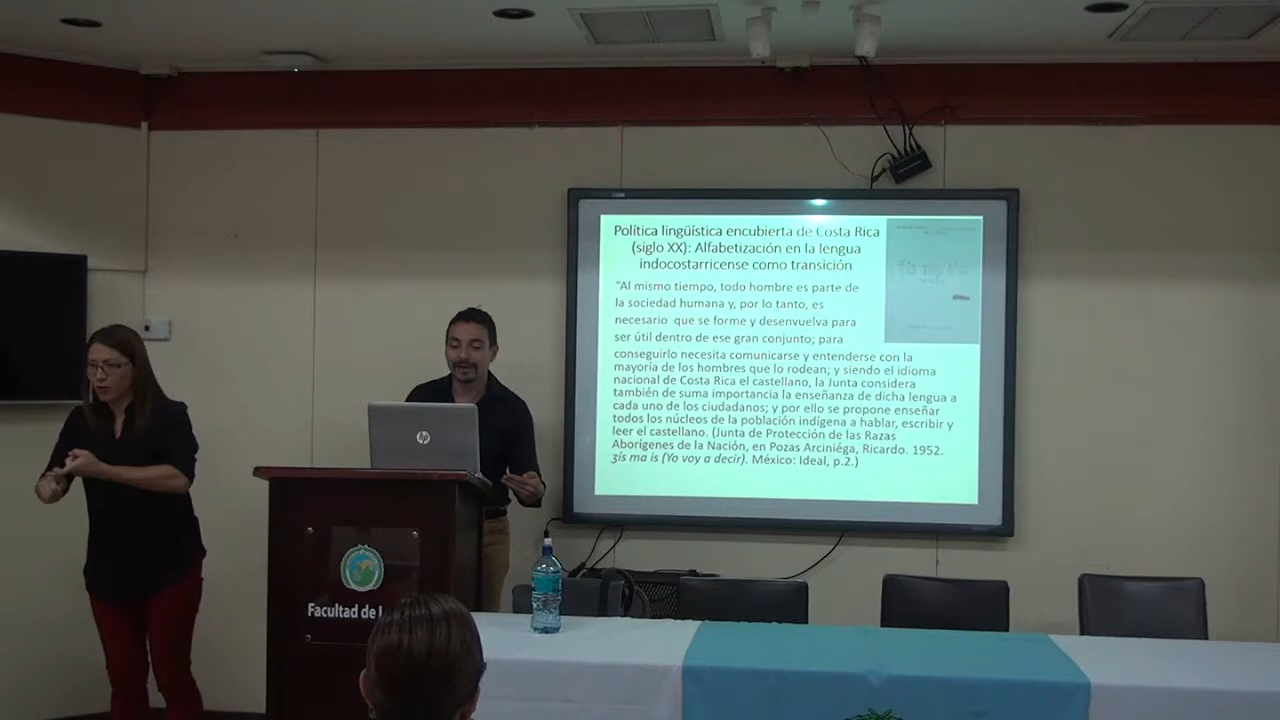 Política lingüística encubierta de Costa Rica
(siglo XX): Alfabetización en la lengua
indocostarricense como transición
"Al mismo tiempo, todo hombre es parte de
la sociedad humana y, por lo tanto, es
necesario que se forme y desenvuelva para
ser útil dentro de ese gran conjunto; para
conseguirlo necesita comunicarse y entenderse con la
mayoría de los hombres que lo rodean; y siendo el idioma
nacional de Costa Rica el castellano, la Junta considera
también de suma importancia la enseñanza de dicha lengua a
cada uno de los ciudadanos; y por ello se propone enseñar
todos los núcleos de la población indígena a hablar, escribir y
leer el castellano. (Junta de Protección de las Razas
Aborígenes de la Nación, en Pozas Arciniéga, Ricardo. 1952.
ʒís ma is (Yo voy a decir). México: Ideal, p.2.)
hp
Facultad de